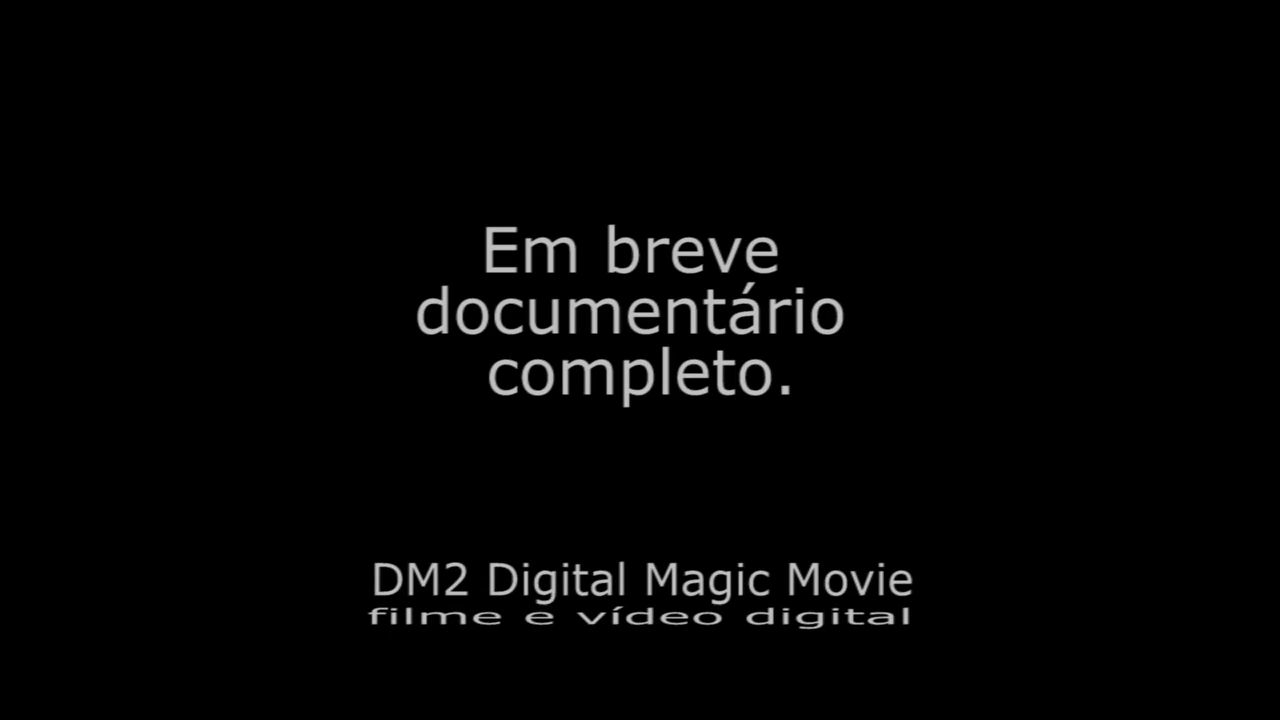 Em breve
documentário
completo.
DM2 Digital Magic Movie
filme e vídeo digital